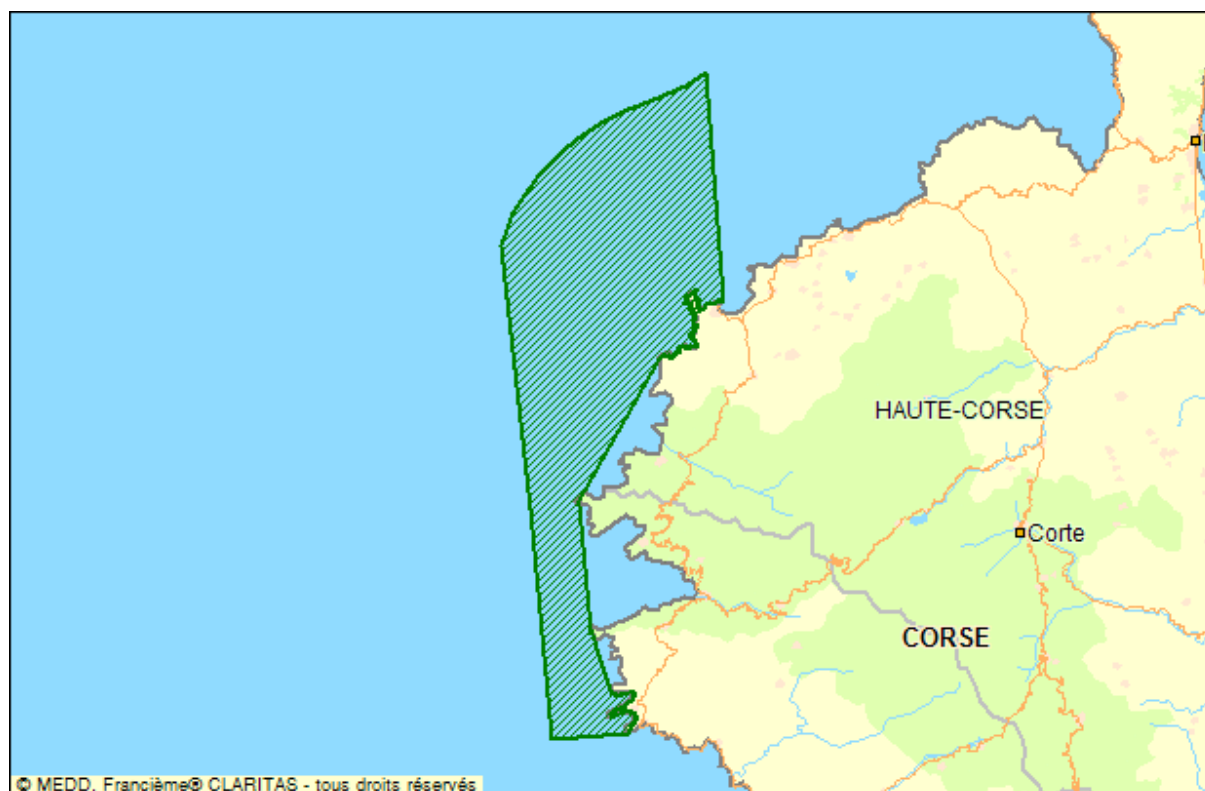 HAUTE-CORSE
Corte
CORSE
© MEDD, Francième® CLARITAS - tous droits réservés